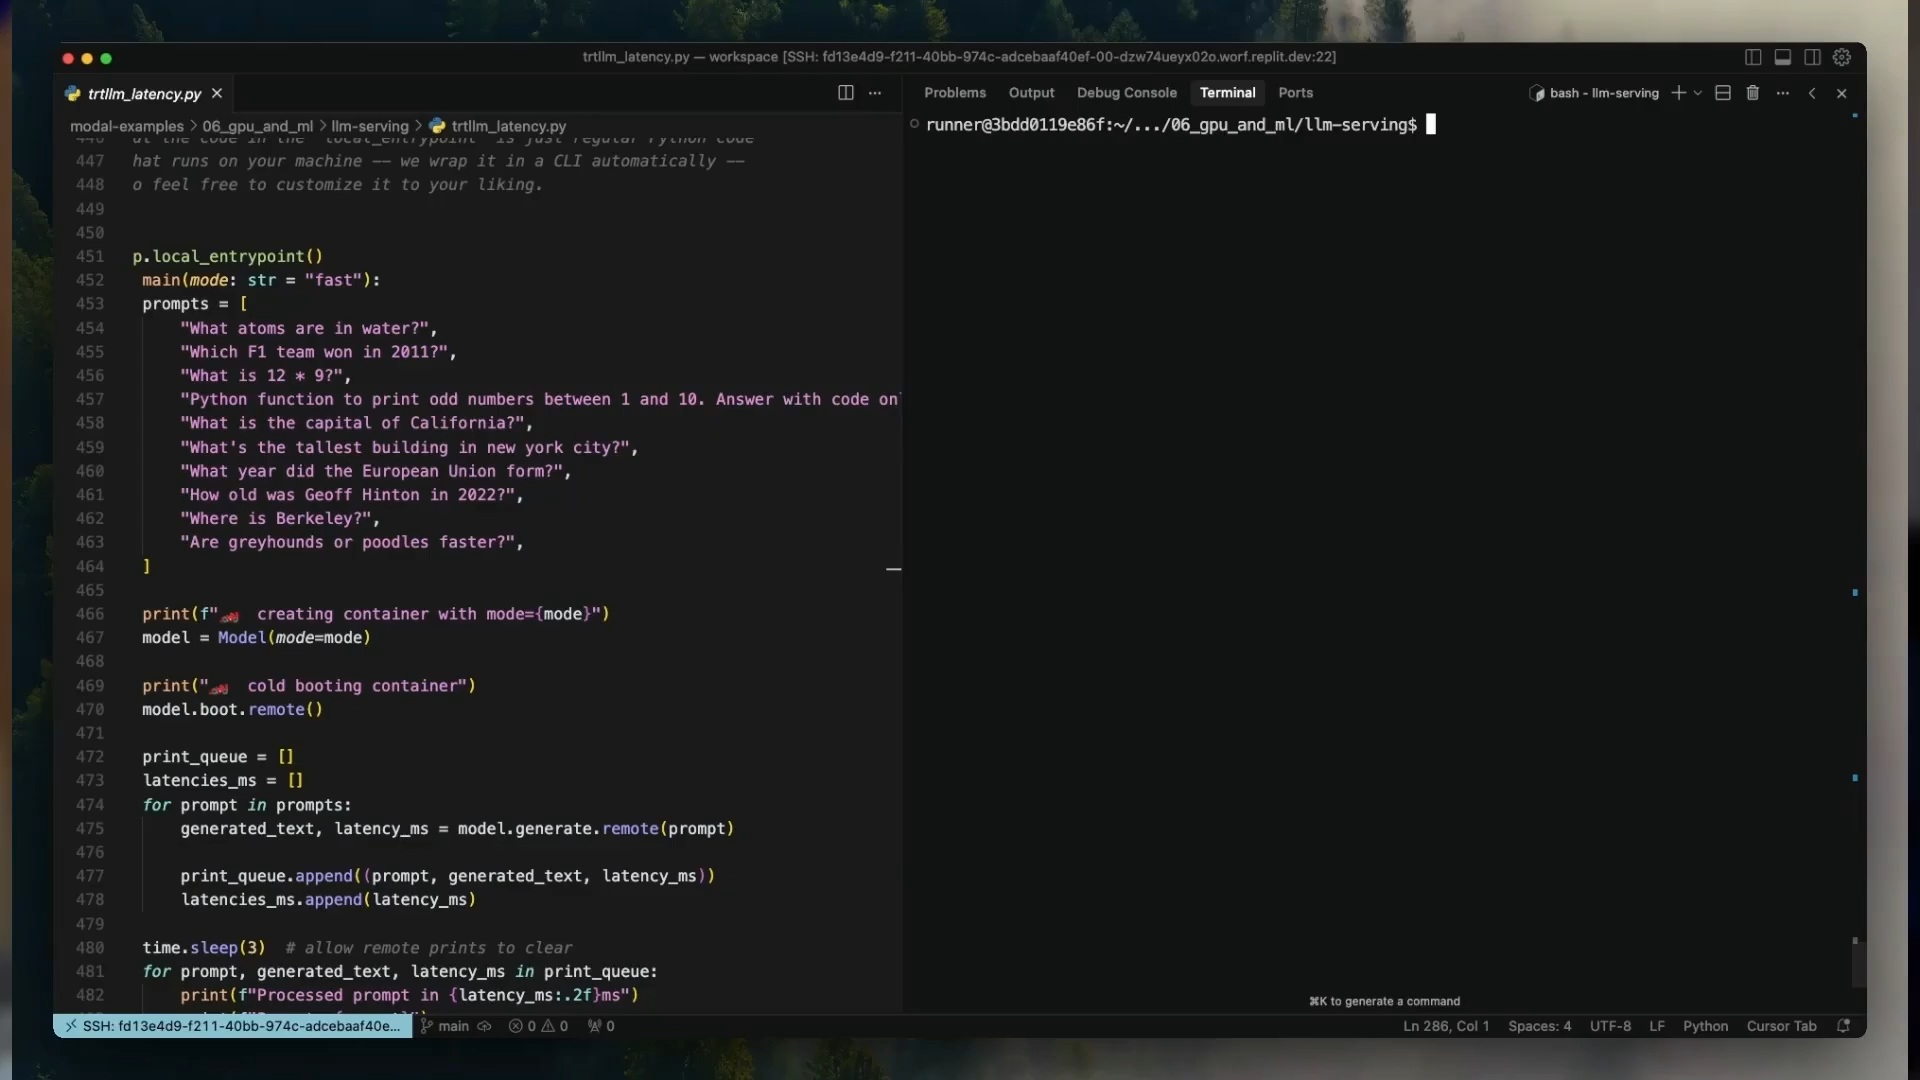 trtllm_latency.py — workspace [SSH: fd13e4d9-f211-40bb-974c-adcebaaf40ef-00-dzw74ueyx02o.worf.replit.dev:22]
trtllm_latency.py
modal-examples > 06_gpu_and_ml > llm-serving > trtllm_latency.py
446 at the code in the `local_entrypoint` is just regular Python code
447 hat runs on your machine -- we wrap it in a CLI automatically --
448 o feel free to customize it to your liking.
449
450
451 p.local_entrypoint()
452 main(mode: str = "fast"):
453 prompts = [
454 "What atoms are in water?",
455 "Which F1 team won in 2011?",
456 "What is 12 * 9?",
457 "Python function to print odd numbers between 1 and 10. Answer with code on
458 "What is the capital of California?",
459 "What's the tallest building in new york city?",
460 "What year did the European Union form?",
461 "How old was Geoff Hinton in 2022?",
462 "Where is Berkeley?",
463 "Are greyhounds or poodles faster?",
464 ]
465
466 print(f"🏎️ creating container with mode={mode}")
467 model = Model(mode=mode)
468
469 print("🏎️ cold booting container")
470 model.boot.remote()
471
472 print_queue = []
473 latencies_ms = []
474 for prompt in prompts:
475 generated_text, latency_ms = model.generate.remote(prompt)
476
477 print_queue.append((prompt, generated_text, latency_ms))
478 latencies_ms.append(latency_ms)
479
480 time.sleep(3) # allow remote prints to clear
481 for prompt, generated_text, latency_ms in print_queue:
482 print(f"Processed prompt in {latency_ms:.2f}ms")
Problems Output Debug Console Terminal Ports
bash - llm-serving
runner@3bdd0119e86f:~/.../06_gpu_and_ml/llm-serving$
⌘K to generate a command
SSH: fd13e4d9-f211-40bb-974c-adcebaaf40e... main 0 0 0
Ln 286, Col 1 Spaces: 4 UTF-8 LF Python Cursor Tab